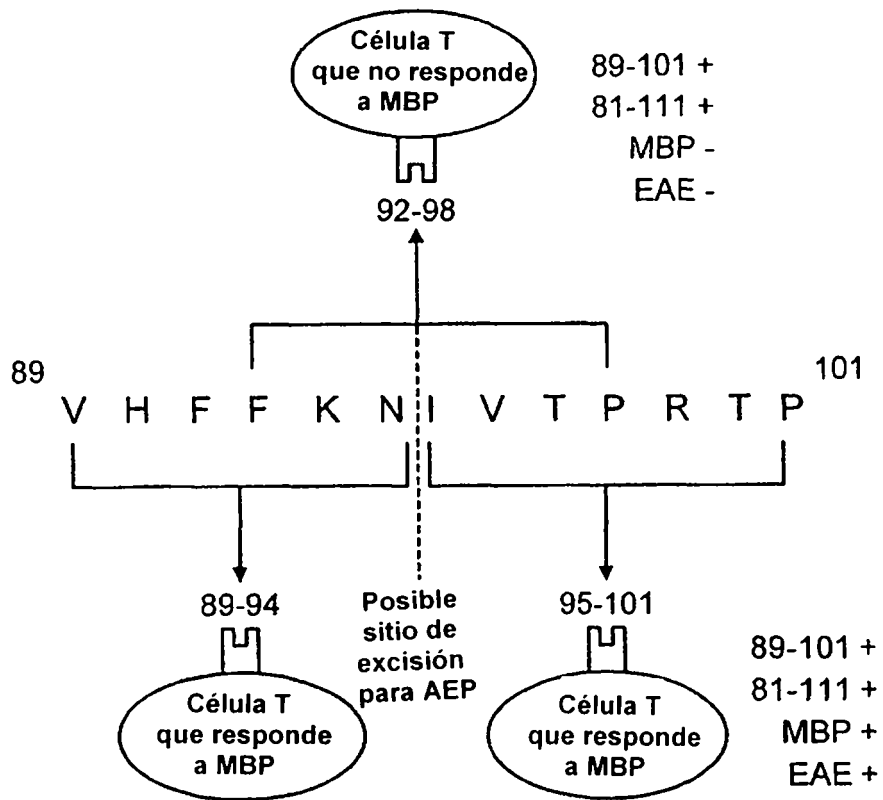 Célula T
que no responde
a MBP
89-101 +
81-111 +
MBP -
EAE -
92-98
89
101
V H F F K N I V T P R T P
89-94
Posible
sitio de
excisión
para AEP
95-101
Célula T
que responde
a MBP
Célula T
que responde
a MBP
89-101 +
81-111 +
MBP +
EAE +